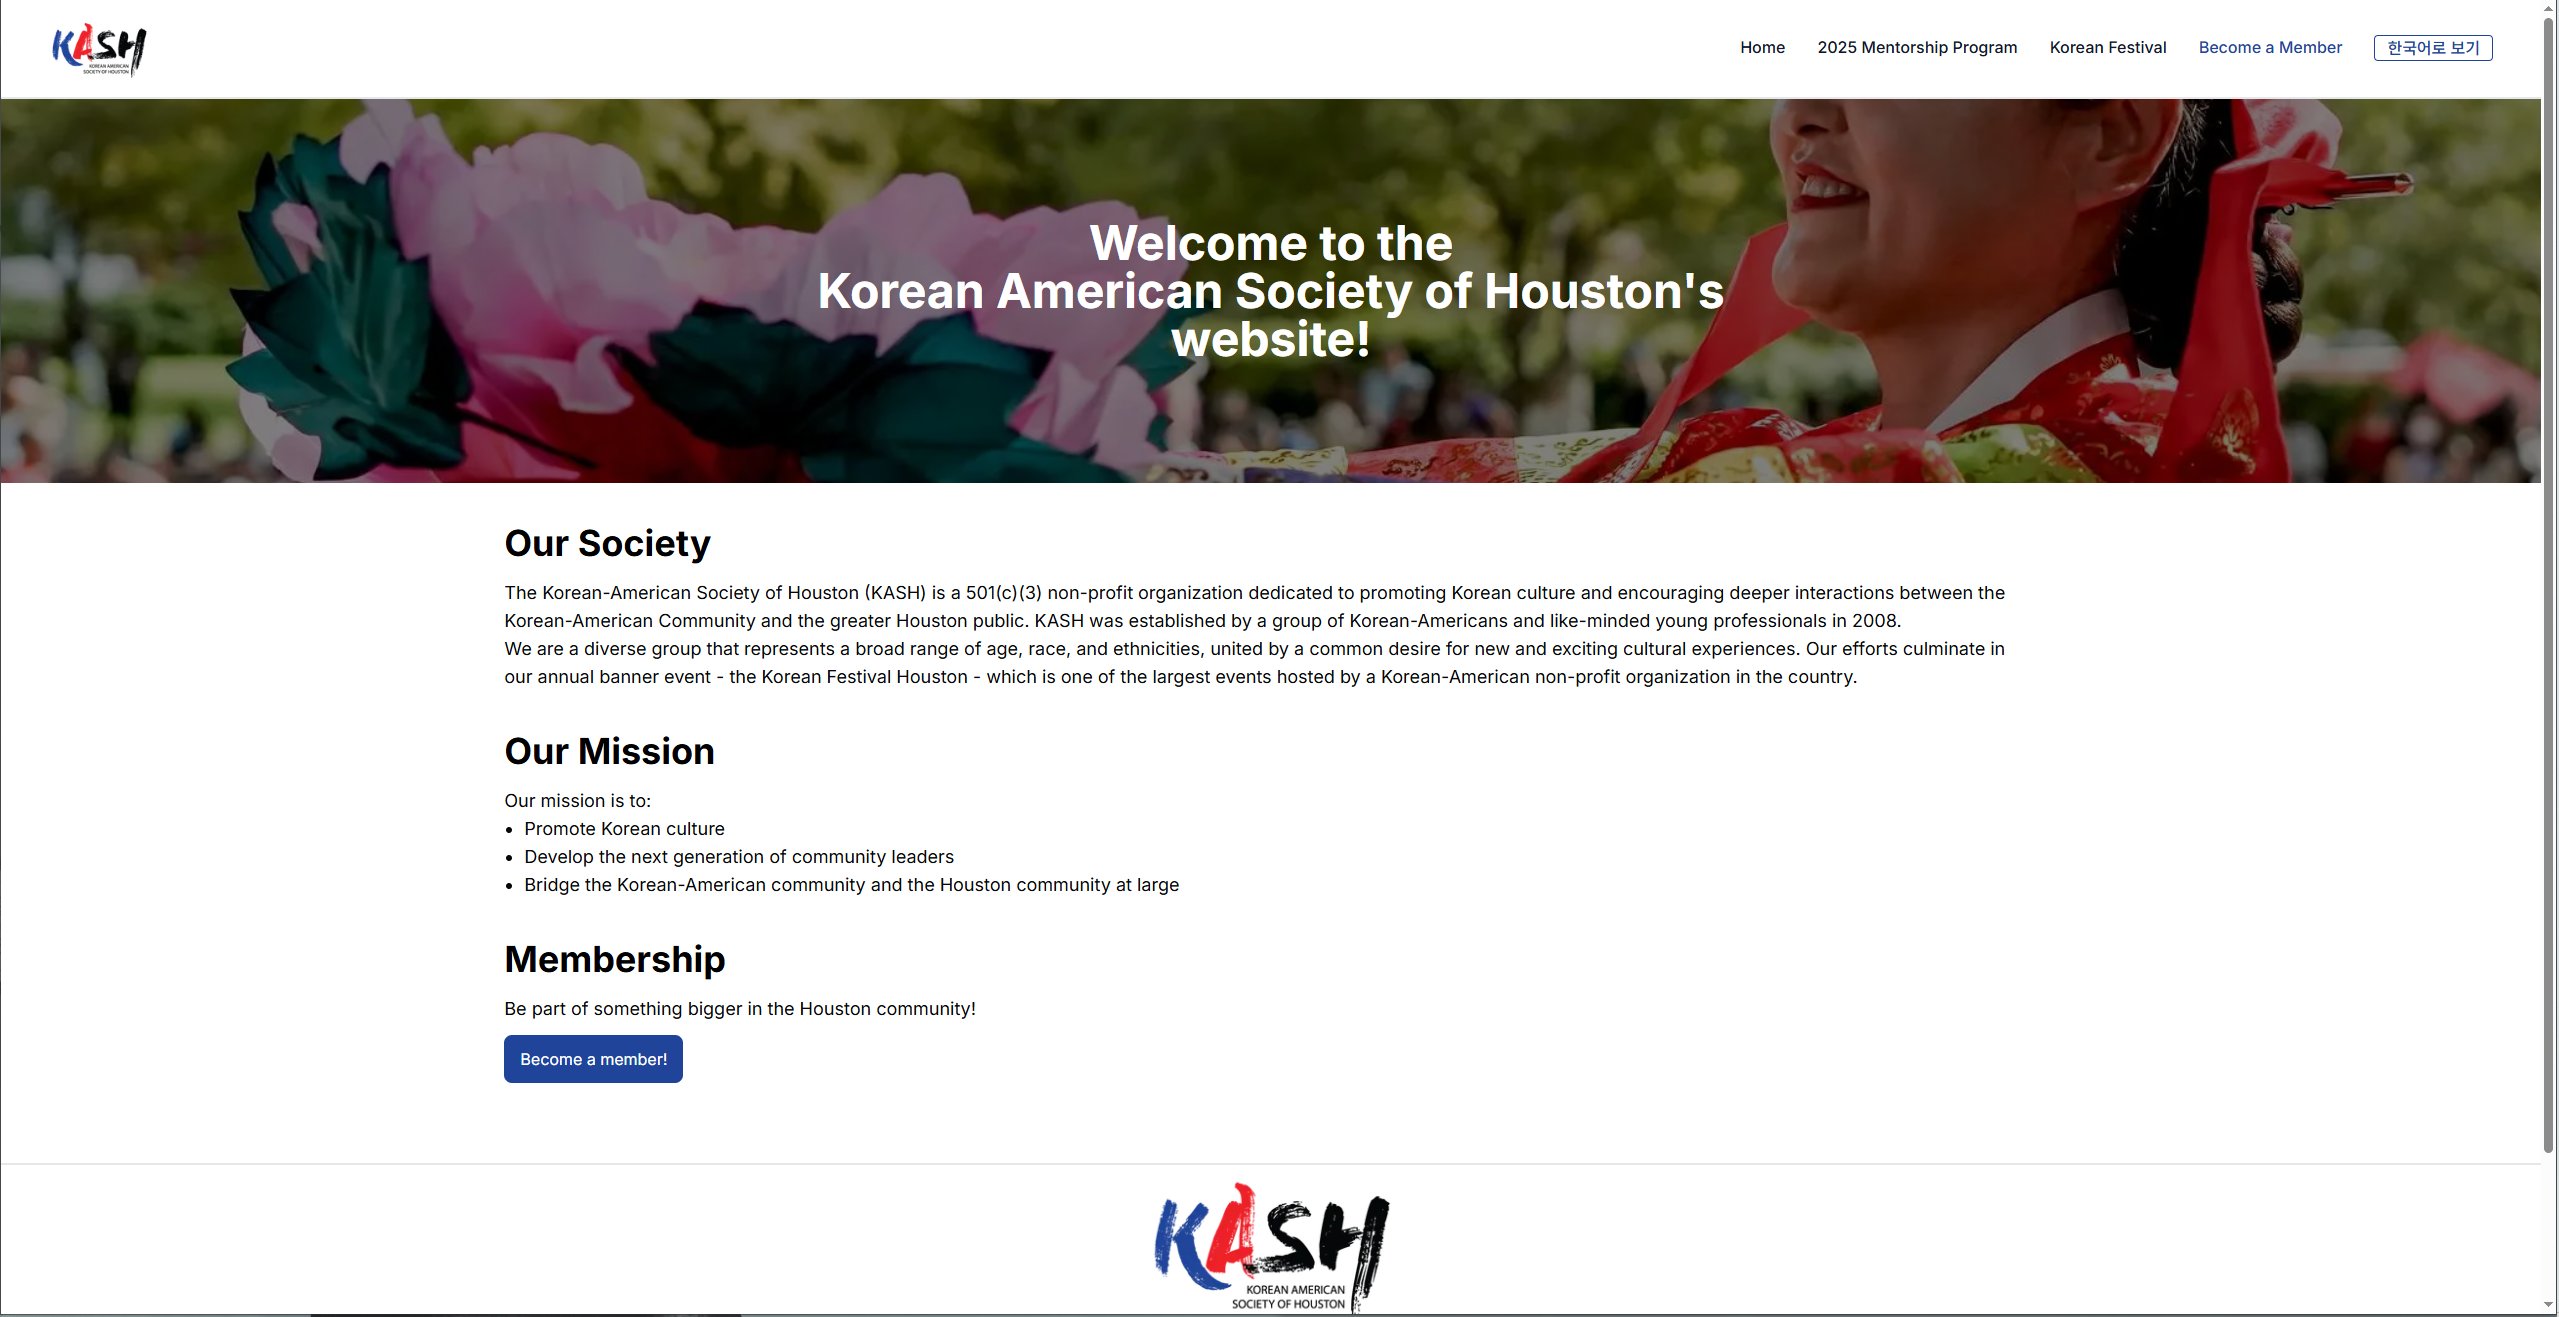 KASH
KOREAN AMERICAN
SOCIETY OF HOUSTON
Home 2025 Mentorship Program Korean Festival Become a Member 한국어로 보기
Welcome to the
Korean American Society of Houston's
website!
Our Society
The Korean-American Society of Houston (KASH) is a 501(c)(3) non-profit organization dedicated to promoting Korean culture and encouraging deeper interactions between the
Korean-American Community and the greater Houston public. KASH was established by a group of Korean-Americans and like-minded young professionals in 2008.
We are a diverse group that represents a broad range of age, race, and ethnicities, united by a common desire for new and exciting cultural experiences. Our efforts culminate in
our annual banner event - the Korean Festival Houston - which is one of the largest events hosted by a Korean-American non-profit organization in the country.
Our Mission
Our mission is to:
• Promote Korean culture
• Develop the next generation of community leaders
• Bridge the Korean-American community and the Houston community at large
Membership
Be part of something bigger in the Houston community!
Become a member!
KASH
KOREAN AMERICAN
SOCIETY OF HOUSTON